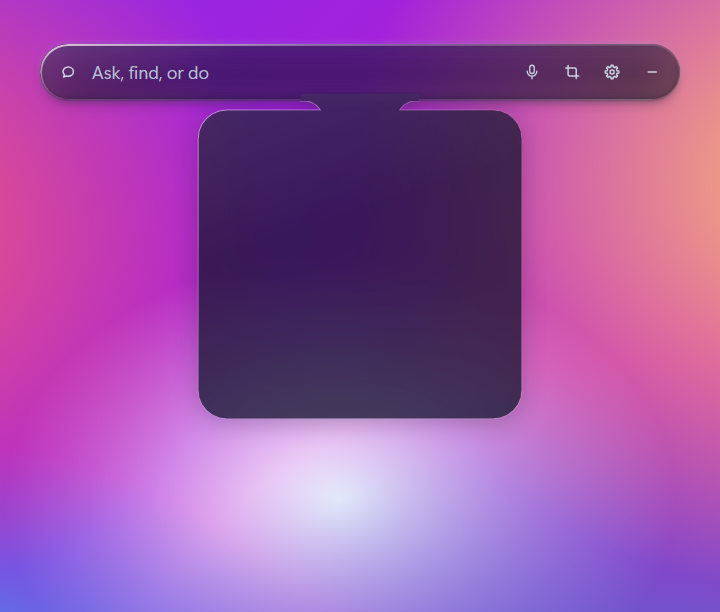 Ask, find, or do